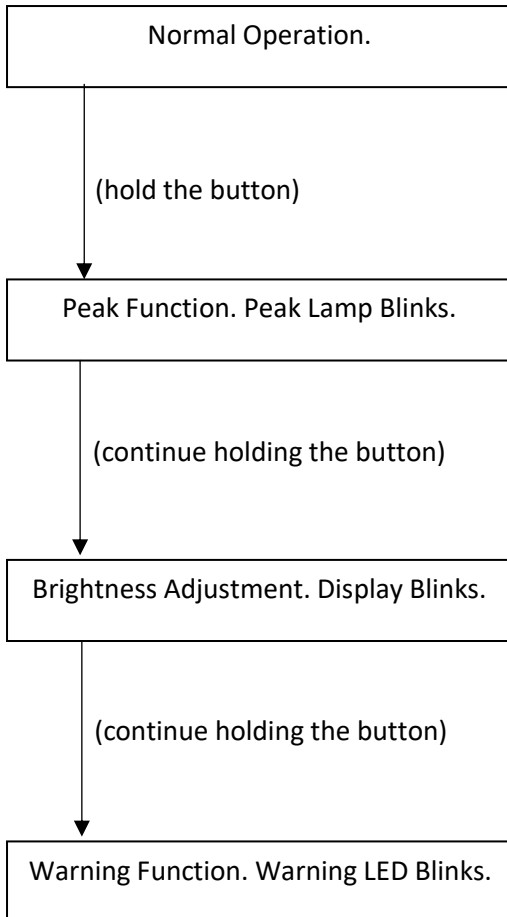 Normal Operation.
(hold the button)
Peak Function. Peak Lamp Blinks.
(continue holding the button)
Brightness Adjustment. Display Blinks.
(continue holding the button)
Warning Function. Warning LED Blinks.